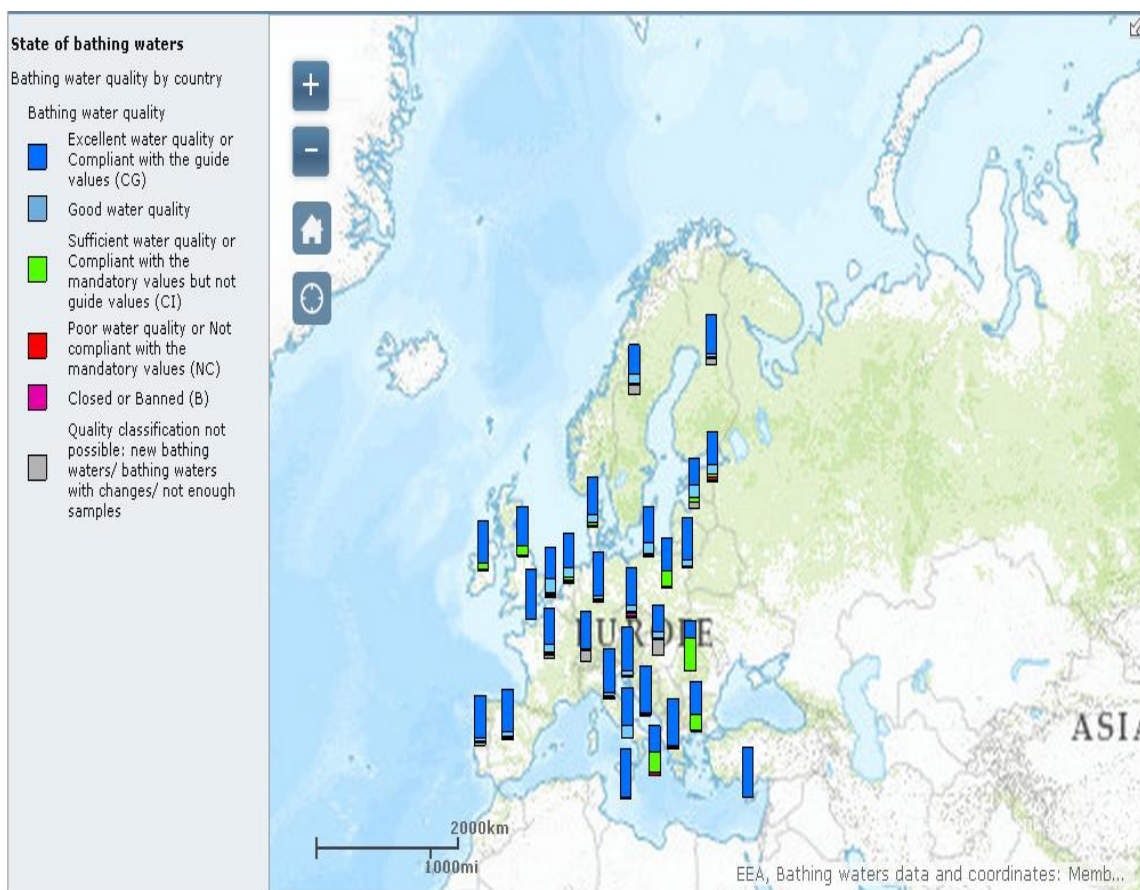 State of bathing waters
Bathing water quality by country
Bathing water quality
Excellent water quality or
Compliant with the guide
values (CG)
Good water quality
Sufficient water quality or
Compliant with the
mandatory values but not
guide values (CI)
Poor water quality or Not
compliant with the
mandatory values (NC)
Closed or Banned (B)
Quality classification not
possible: new bathing
waters/ bathing waters
with changes/ not enough
samples
+
−
EUROPE
ASIA
2000km
1000mi
EEA, Bathing waters data and coordinates: Memb...